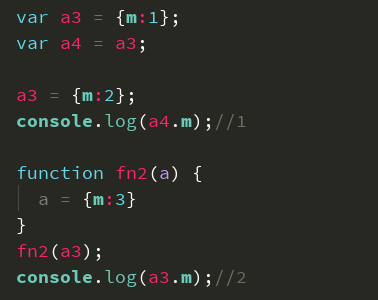 var a3 = {m:1};
var a4 = a3;
a3 = {m:2};
console.log(a4.m);//1
function fn2(a) {
a = {m:3}
}
fn2(a3);
console.log(a3.m);//2